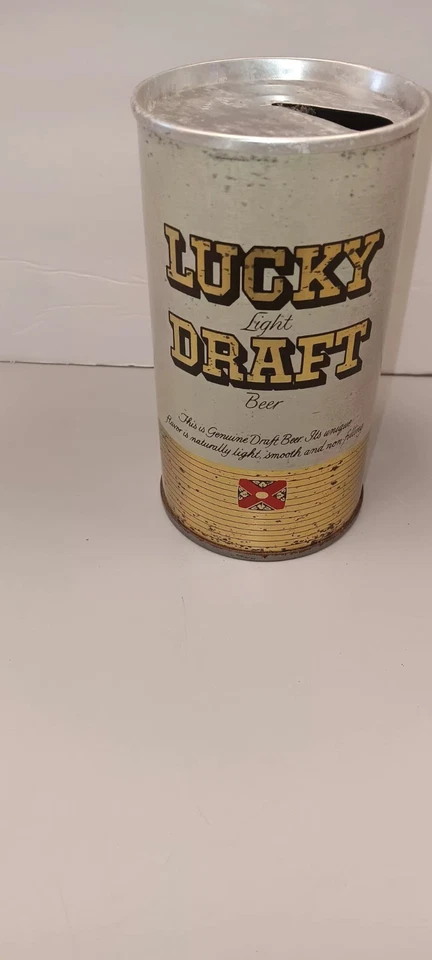 LUCKY
Light
DRAFT
Beer
This is Genuine Draft Beer Its unique
flavor is naturally light, smooth and non-filling